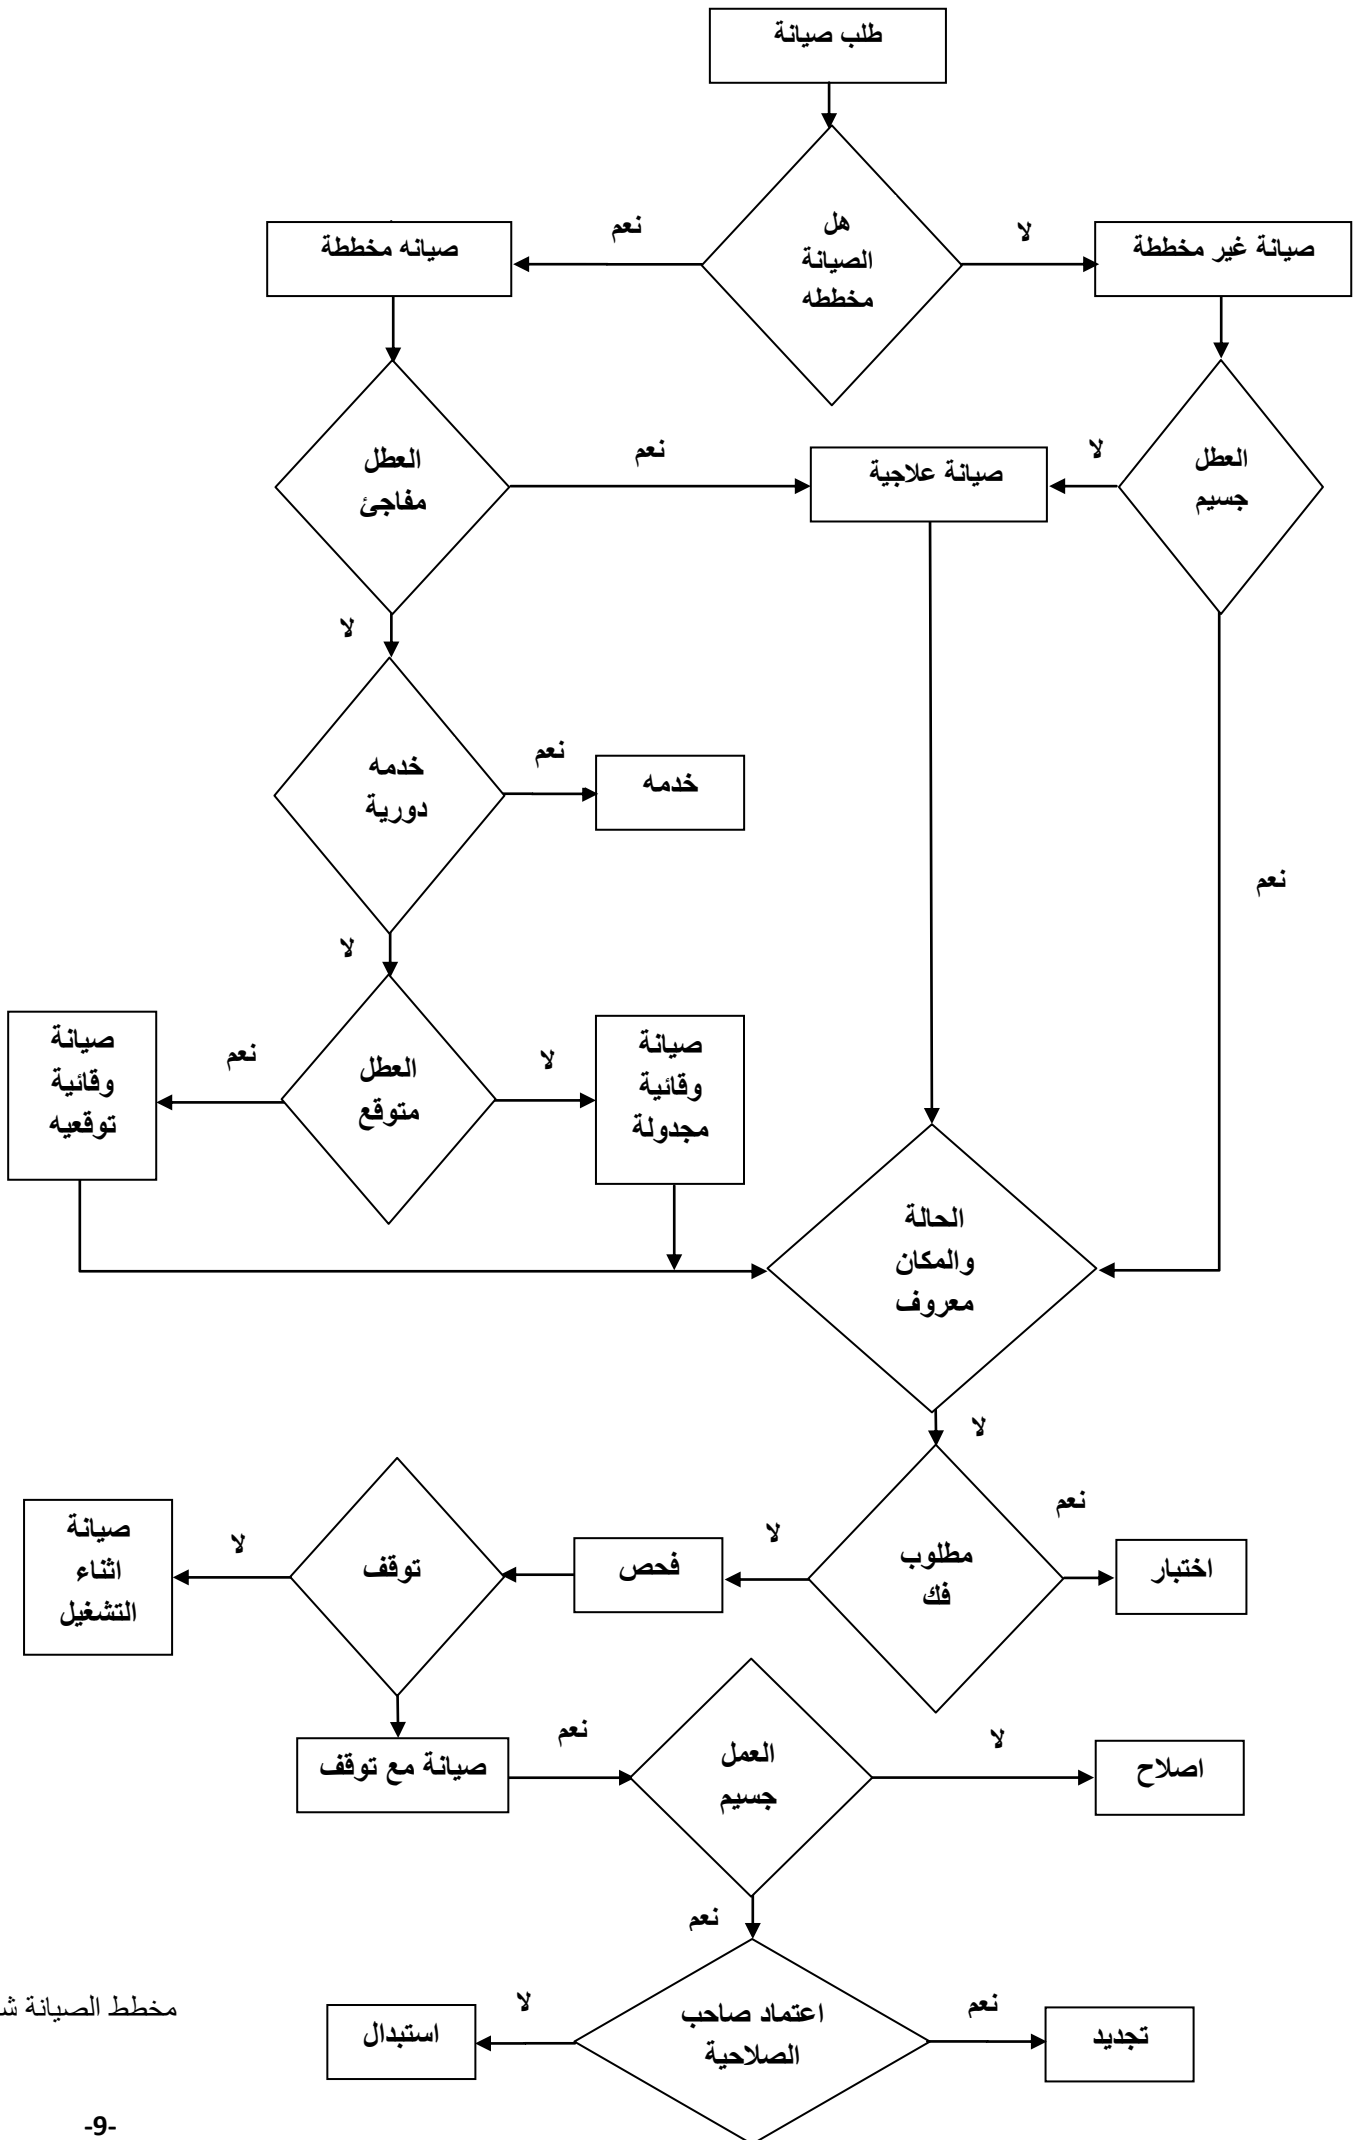 طلب صيانة
هل
الصيانة
مخططه
نعم
لا
صيانه مخططة
صيانة غير مخططة
العطل
مفاجئ
نعم
صيانة علاجية
لا
العطل
جسيم
لا
خدمه
دورية
نعم
خدمه
نعم
لا
صيانة
وقائية
توقعيه
نعم
العطل
متوقع
لا
صيانة
وقائية
مجدولة
الحالة
والمكان
معروف
لا
صيانة
اثناء
التشغيل
لا
توقف
فحص
لا
مطلوب
فك
نعم
اختبار
صيانة مع توقف
نعم
العمل
جسيم
لا
اصلاح
نعم
اعتماد صاحب
الصلاحية
لا
استبدال
نعم
تجديد
مخطط الصيانة
-9-